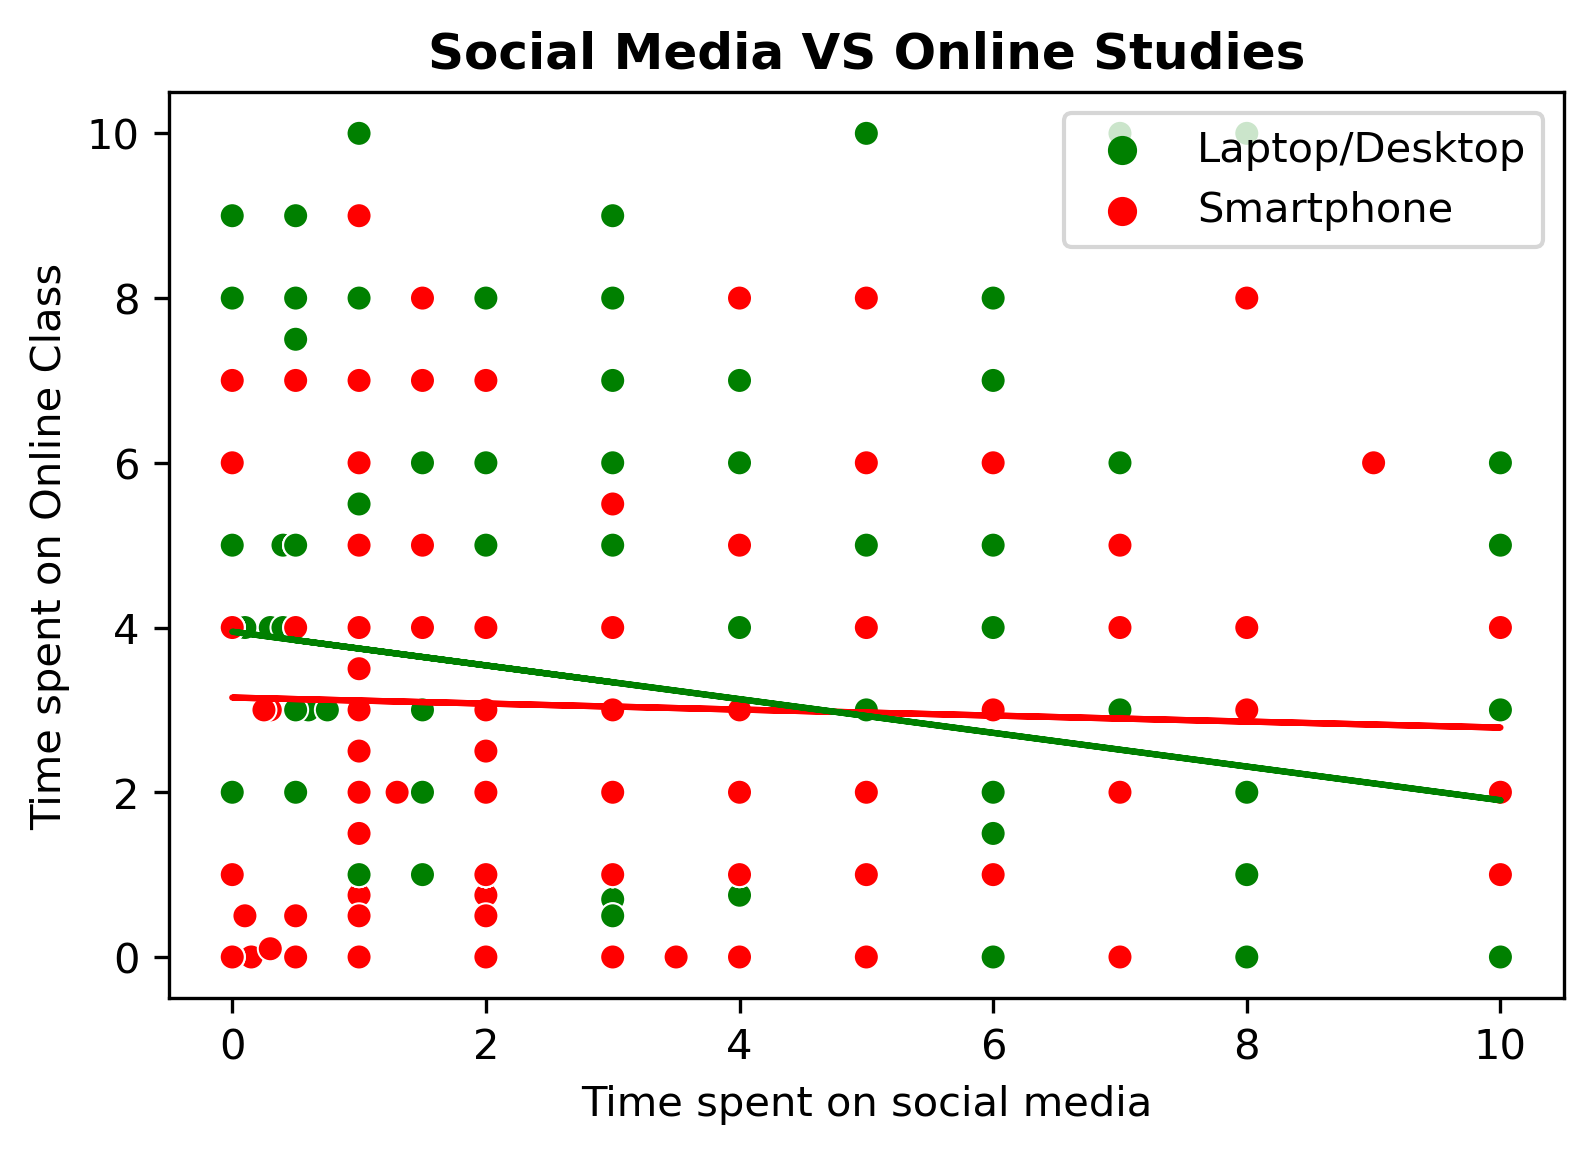 Social Media VS Online Studies
Laptop/Desktop
Smartphone
Time spent on Online Class
10
8
6
4
2
0
0 2 4 6 8 10
Time spent on social media